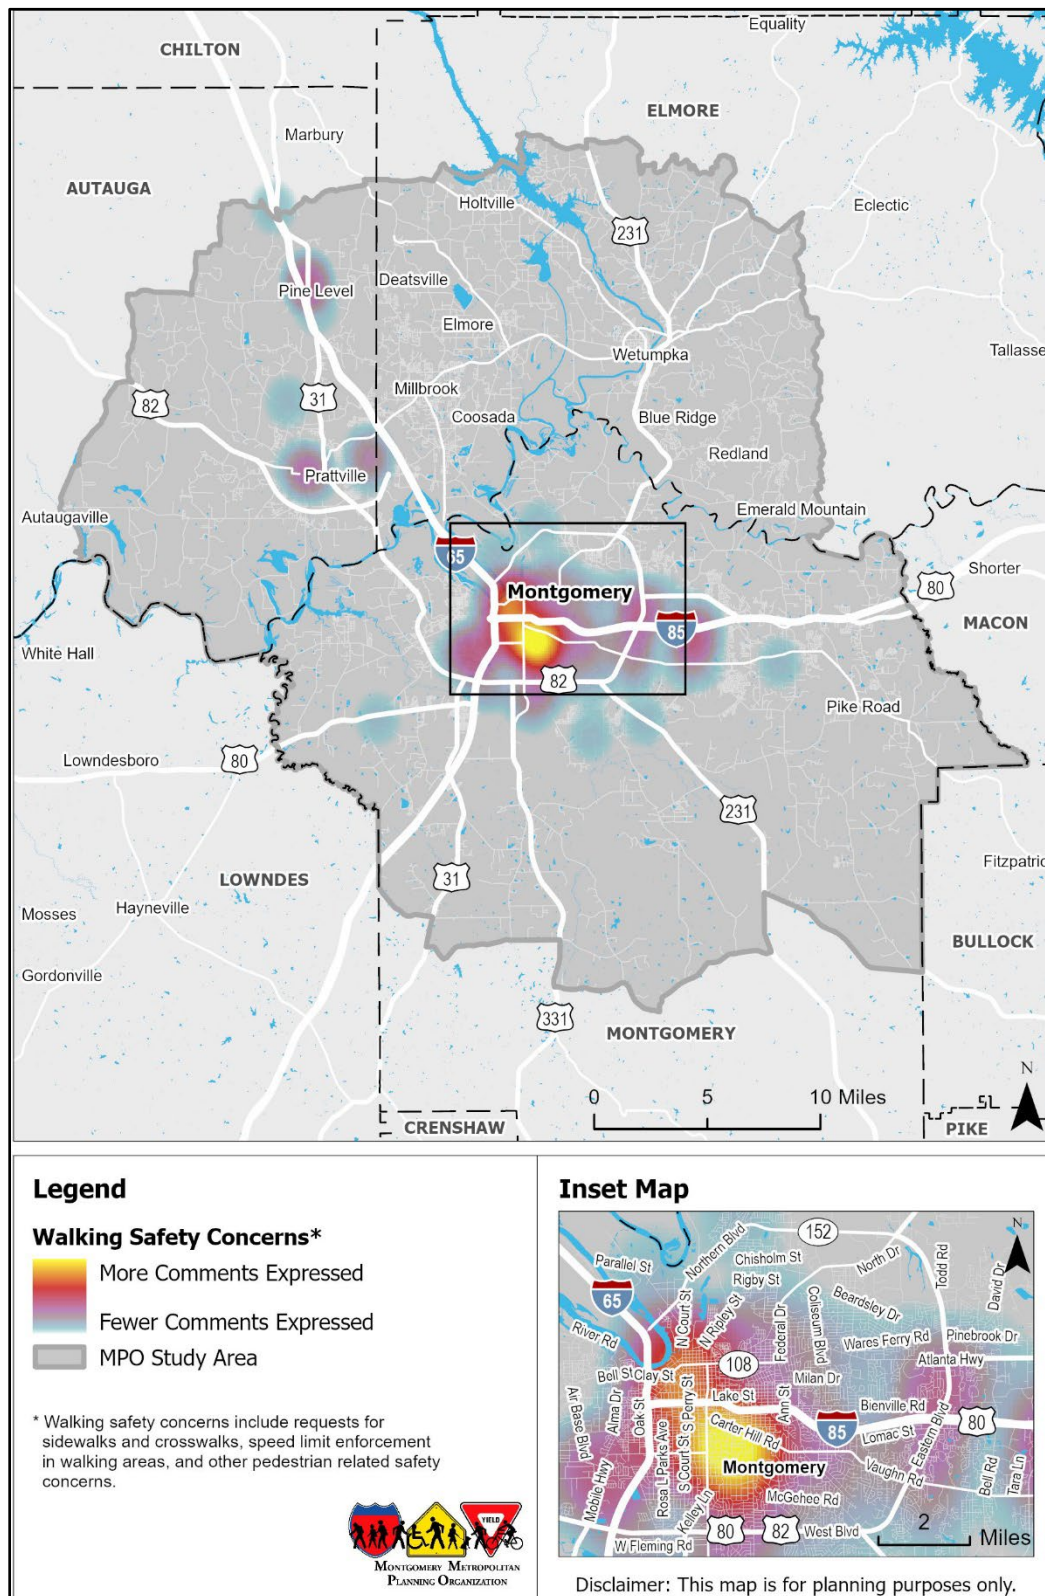 CHILTON
Equality
ELMORE
Marbury
AUTAUGA
Holtville
Eclectic
231
Deatsville
Pine Level
Elmore
Wetumpka
Tallasse
82
31
Millbrook
Coosada
Blue Ridge
Redland
Prattville
Autaugaville
Emerald Mountain
65
Shorter
80
Montgomery
MACON
85
White Hall
82
Pike Road
Lowndesboro
80
231
Fitzpatric
LOWNDES
31
Hayneville
Mosses
BULLOCK
Gordonville
331
MONTGOMERY
N
0 5 10 Miles
CRENSHAW
PIKE
Legend
Walking Safety Concerns*
More Comments Expressed
Fewer Comments Expressed
MPO Study Area
* Walking safety concerns include requests for
sidewalks and crosswalks, speed limit enforcement
in walking areas, and other pedestrian related safety
concerns.
YIELD
MONTGOMERY METROPOLITAN
PLANNING ORGANIZATION
Inset Map
N
152
Parallel St
Northern Blvd
Chisholm St
North Dr
Todd Rd
David Dr
Rigby St
65
N Court St
N Ripley St
Federal Dr
Coliseum Blvd
Beardsley Dr
River Rd
Wares Ferry Rd
Pinebrook Dr
Atlanta Hwy
108
Bell St
Clay St
Milan Dr
Air Base Blvd
Alma Dr
Oak St
S Perry St
Lake St
Ann St
Bienville Rd
80
85
Lomac St
Eastern Blvd
Rosa L Parks Ave
S Court St
Carter Hill Rd
Vaughn Rd
Montgomery
Bell Rd
Tara Ln
Mobile Hwy
Kelley Ln
McGehee Rd
80
82
West Blvd
W Fleming Rd
2
Miles
Disclaimer: This map is for planning purposes only.